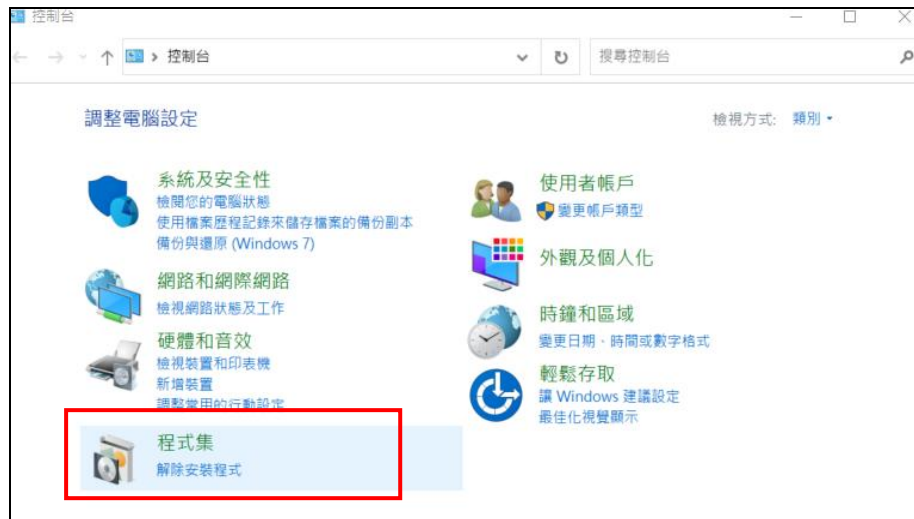 控制台
控制台
搜尋控制台
調整電腦設定
檢視方式: 類別
系統及安全性
檢閱您的電腦狀態
使用檔案歷程記錄來儲存檔案的備份副本
備份與還原 (Windows 7)
網路和網際網路
檢視網路狀態及工作
硬體和音效
檢視裝置和印表機
新增裝置
調整常用的行動設定
程式集
解除安裝程式
使用者帳戶
變更帳戶類型
外觀及個人化
時鐘和區域
變更日期、時間或數字格式
輕鬆存取
讓 Windows 建議設定
最佳化視覺顯示